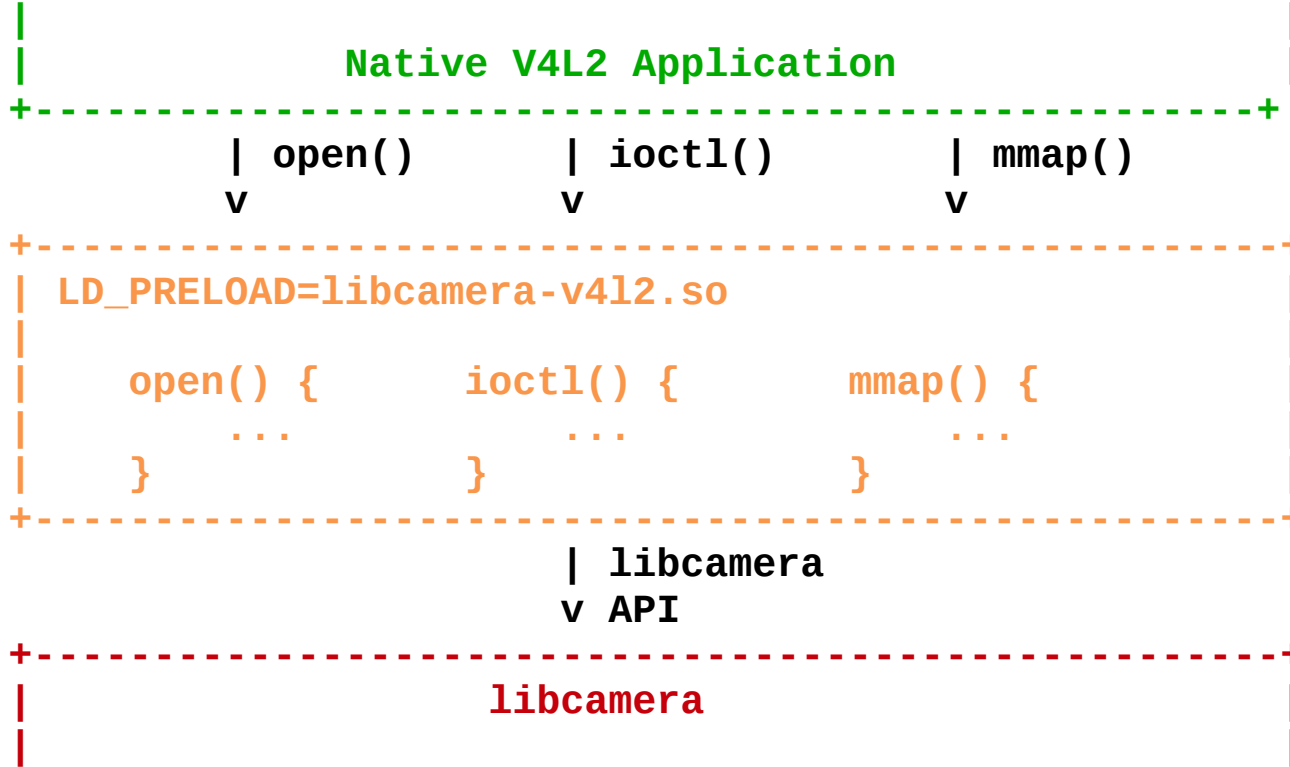 |
| Native V4L2 Application
+----------------------------------------------------+
| open() | ioctl() | mmap()
v v v
+----------------------------------------------------+
| LD_PRELOAD=libcamera-v4l2.so
|
| open() { ioctl() { mmap() {
| ... ... ...
| } } }
+----------------------------------------------------+
| libcamera
v API
+----------------------------------------------------+
| libcamera
|